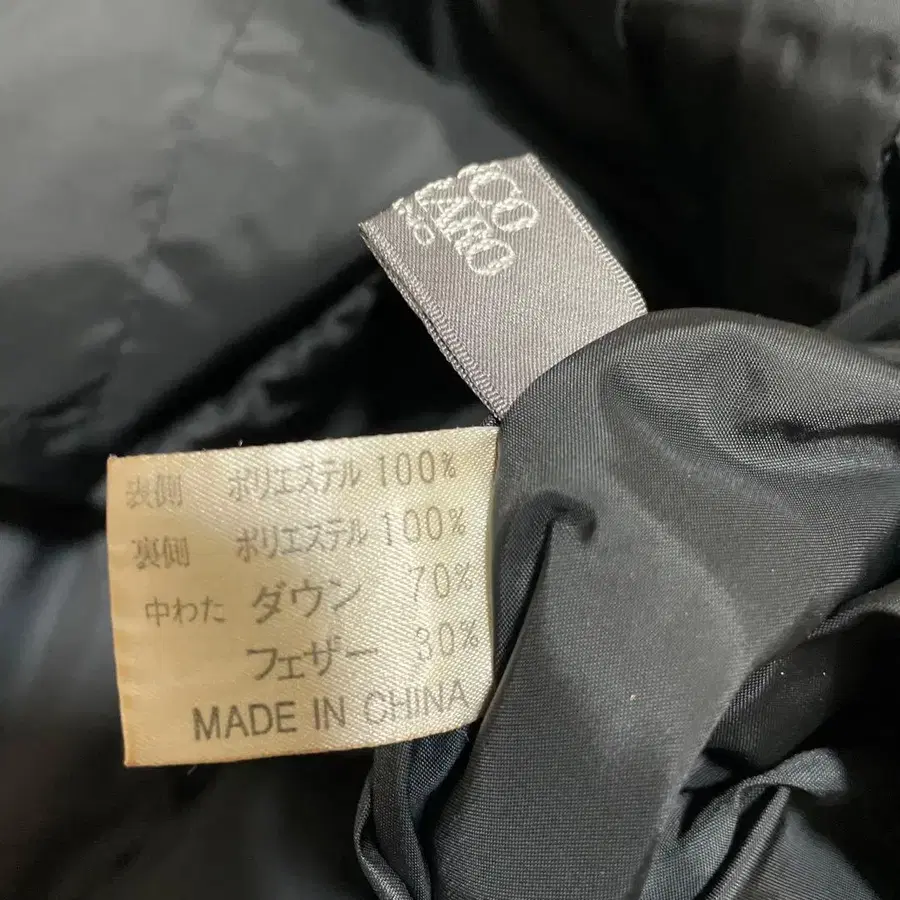 表側 ポリエステル 100%
裏側 ポリエステル 100%
中わた ダウン 70%
フェザー 30%
MADE IN CHINA